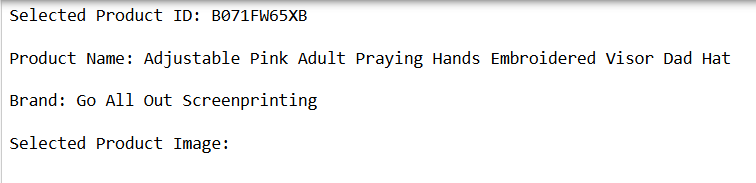 Selected Product ID: B071FW65XB
Product Name: Adjustable Pink Adult Praying Hands Embroidered Visor Dad Hat
Brand: Go All Out Screenprinting
Selected Product Image: